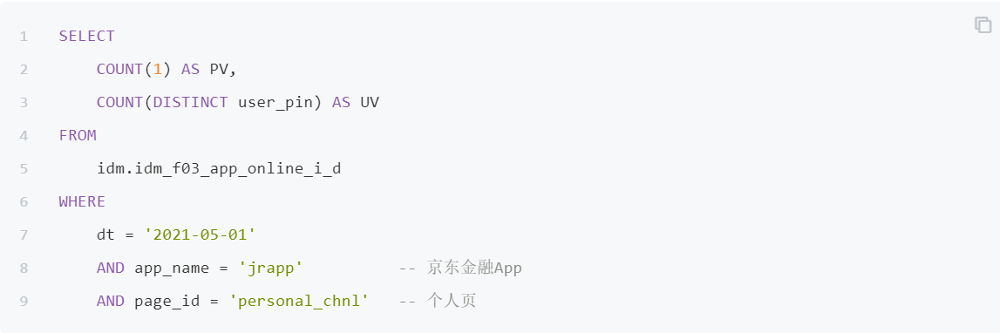 1 SELECT
2 COUNT(1) AS PV,
3 COUNT(DISTINCT user_pin) AS UV
4 FROM
5 idm.idm_f03_app_online_i_d
6 WHERE
7 dt = '2021-05-01'
8 AND app_name = 'jrapp' -- 京东金融App
9 AND page_id = 'personal_chnl' -- 个人页